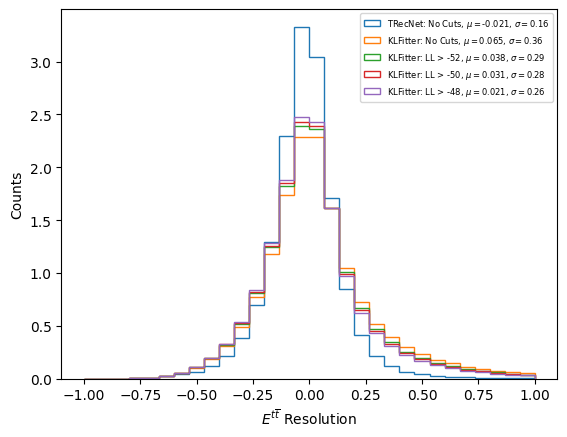 TRecNet: No Cuts, μ=-0.021, σ=0.16
KLFitter: No Cuts, μ=0.065, σ=0.36
KLFitter: LL > -52, μ=0.038, σ=0.29
KLFitter: LL > -50, μ=0.031, σ=0.28
KLFitter: LL > -48, μ=0.021, σ=0.26
Counts
3.0
2.5
2.0
1.5
1.0
0.5
0.0
−1.00 −0.75 −0.50 −0.25 0.00 0.25 0.50 0.75 1.00
E^{tt̅} Resolution